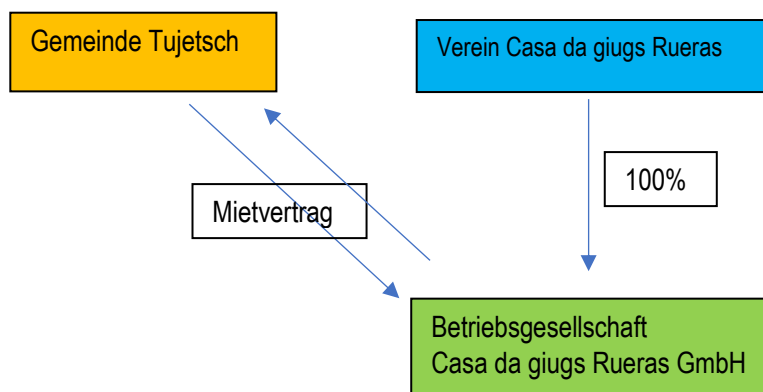 Gemeinde Tujetsch
Verein Casa da giugs Rueras
Mietvertrag
100%
Betriebsgesellschaft
Casa da giugs Rueras GmbH